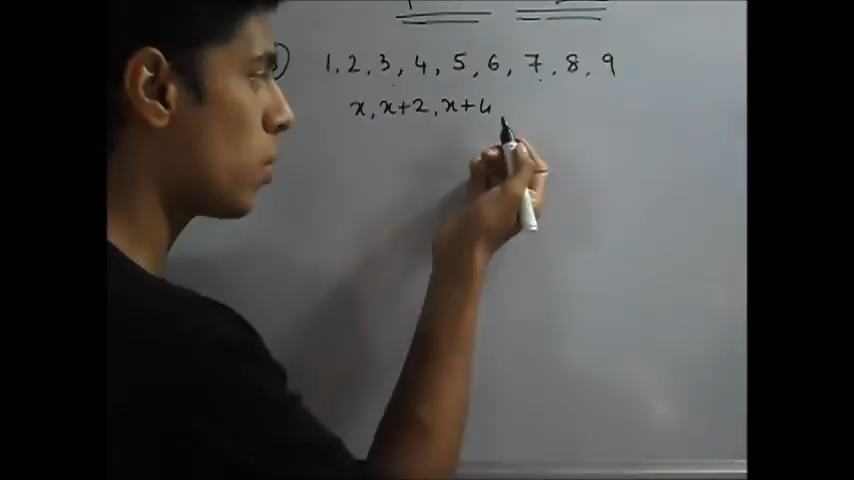 1, 2, 3, 4, 5, 6, 7, 8, 9
x, x+2, x+4